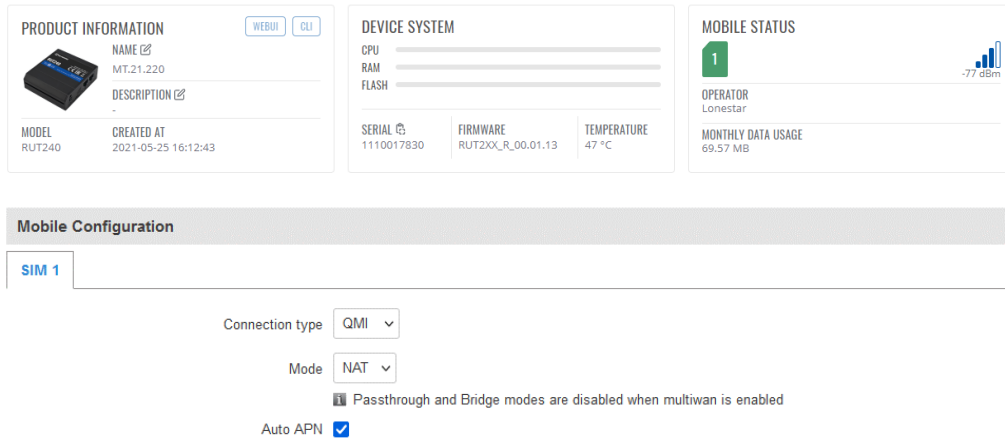 PRODUCT INFORMATION
WEBUI
CLI
NAME
MT.21.220
DESCRIPTION
-
MODEL
RUT240
CREATED AT
2021-05-25 16:12:43
DEVICE SYSTEM
CPU
RAM
FLASH
SERIAL
1110017830
FIRMWARE
RUT2XX_R_00.01.13
TEMPERATURE
47 °C
MOBILE STATUS
1
-77 dBm
OPERATOR
Lonestar
MONTHLY DATA USAGE
69.57 MB
Mobile Configuration
SIM 1
Connection type QMI
Mode NAT
Passthrough and Bridge modes are disabled when multiwan is enabled
Auto APN